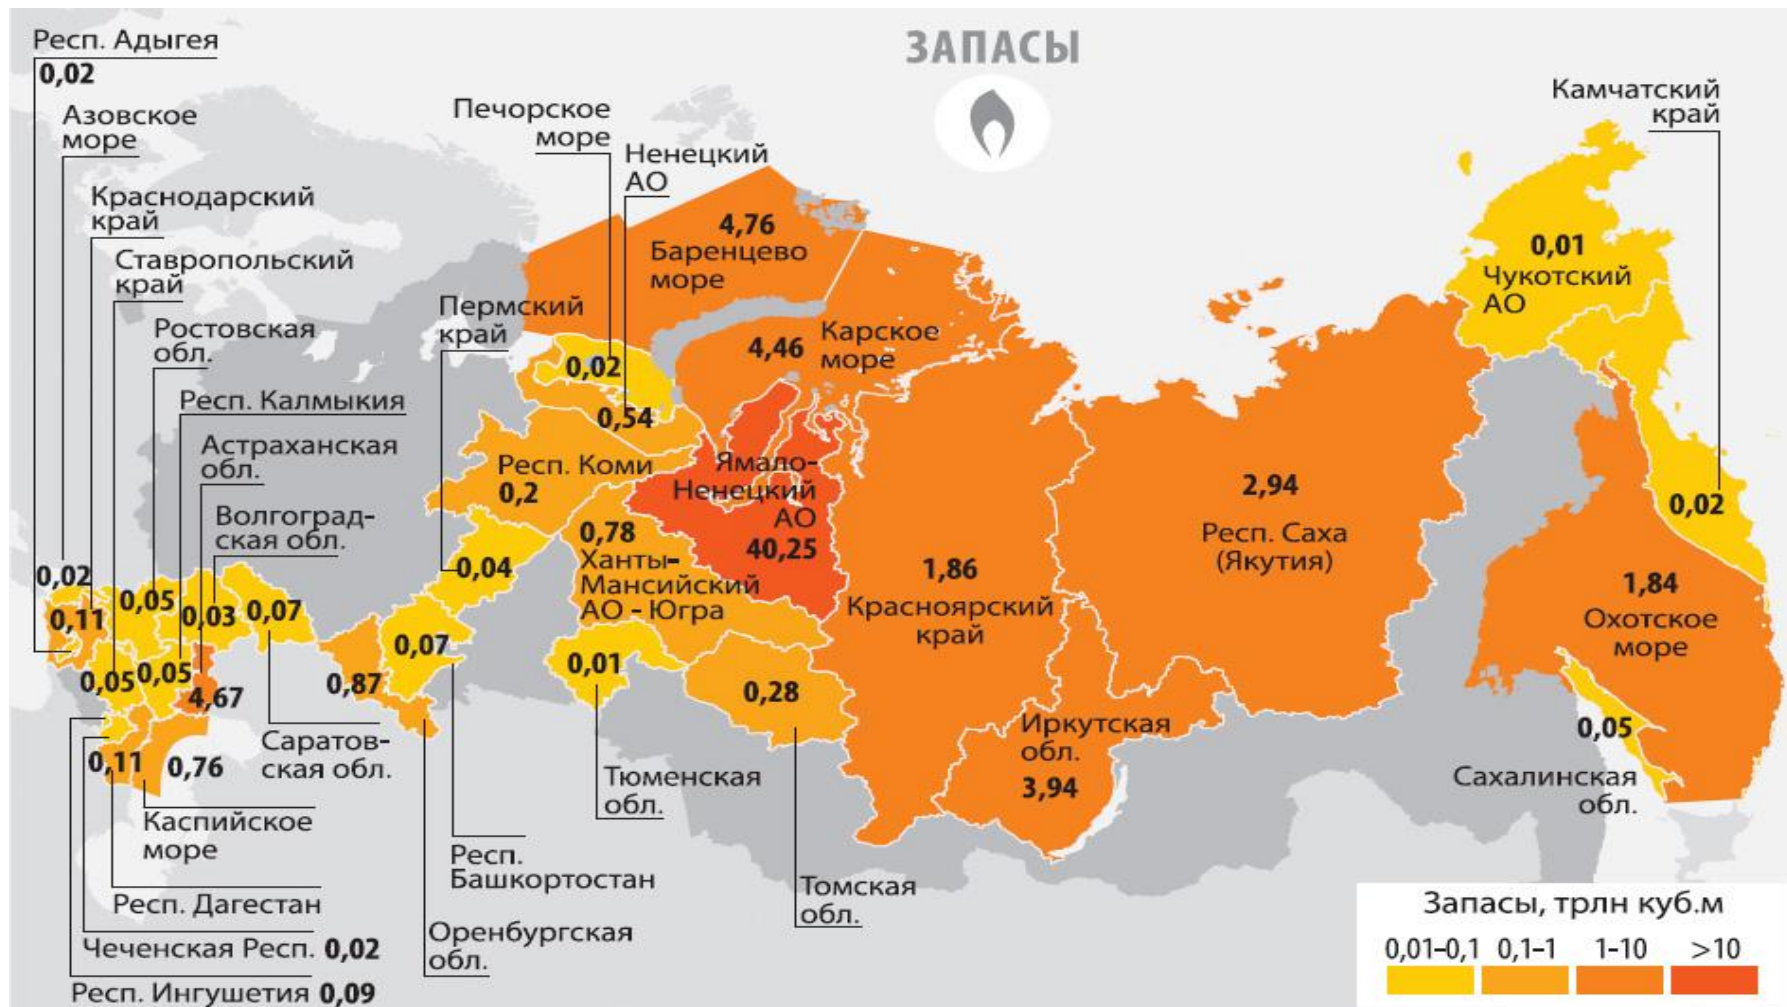 ЗАПАСЫ
Респ. Адыгея
0,02
Азовское
море
Краснодарский
край
Ставропольский
край
Ростовская
обл.
Респ. Калмыкия
Астраханская
обл.
Волгоград-
ская обл.
Печорское
море
Ненецкий
АО
Пермский
край
Камчатский
край
4,76
Баренцево
море
4,46
Карское
море
0,01
Чукотский
АО
0,02
0,54
Респ. Коми
0,2
Ямало-
Ненецкий
АО
40,25
0,78
Ханты-
Мансийский
АО - Югра
0,04
1,86
Красноярский
край
2,94
Респ. Саха
(Якутия)
0,02
1,84
Охотское
море
0,02
0,11
0,05
0,03
0,07
0,05
0,05
4,67
0,87
0,07
0,01
0,28
Иркутская
обл.
3,94
0,05
Сахалинская
обл.
0,11
0,76
Саратов-
ская обл.
Тюменская
обл.
Каспийское
море
Респ.
Башкортостан
Томская
обл.
Респ. Дагестан
Оренбургская
обл.
Чеченская Респ. 0,02
Респ. Ингушетия 0,09
Запасы, трлн куб.м
0,01–0,1 0,1–1 1–10 >10